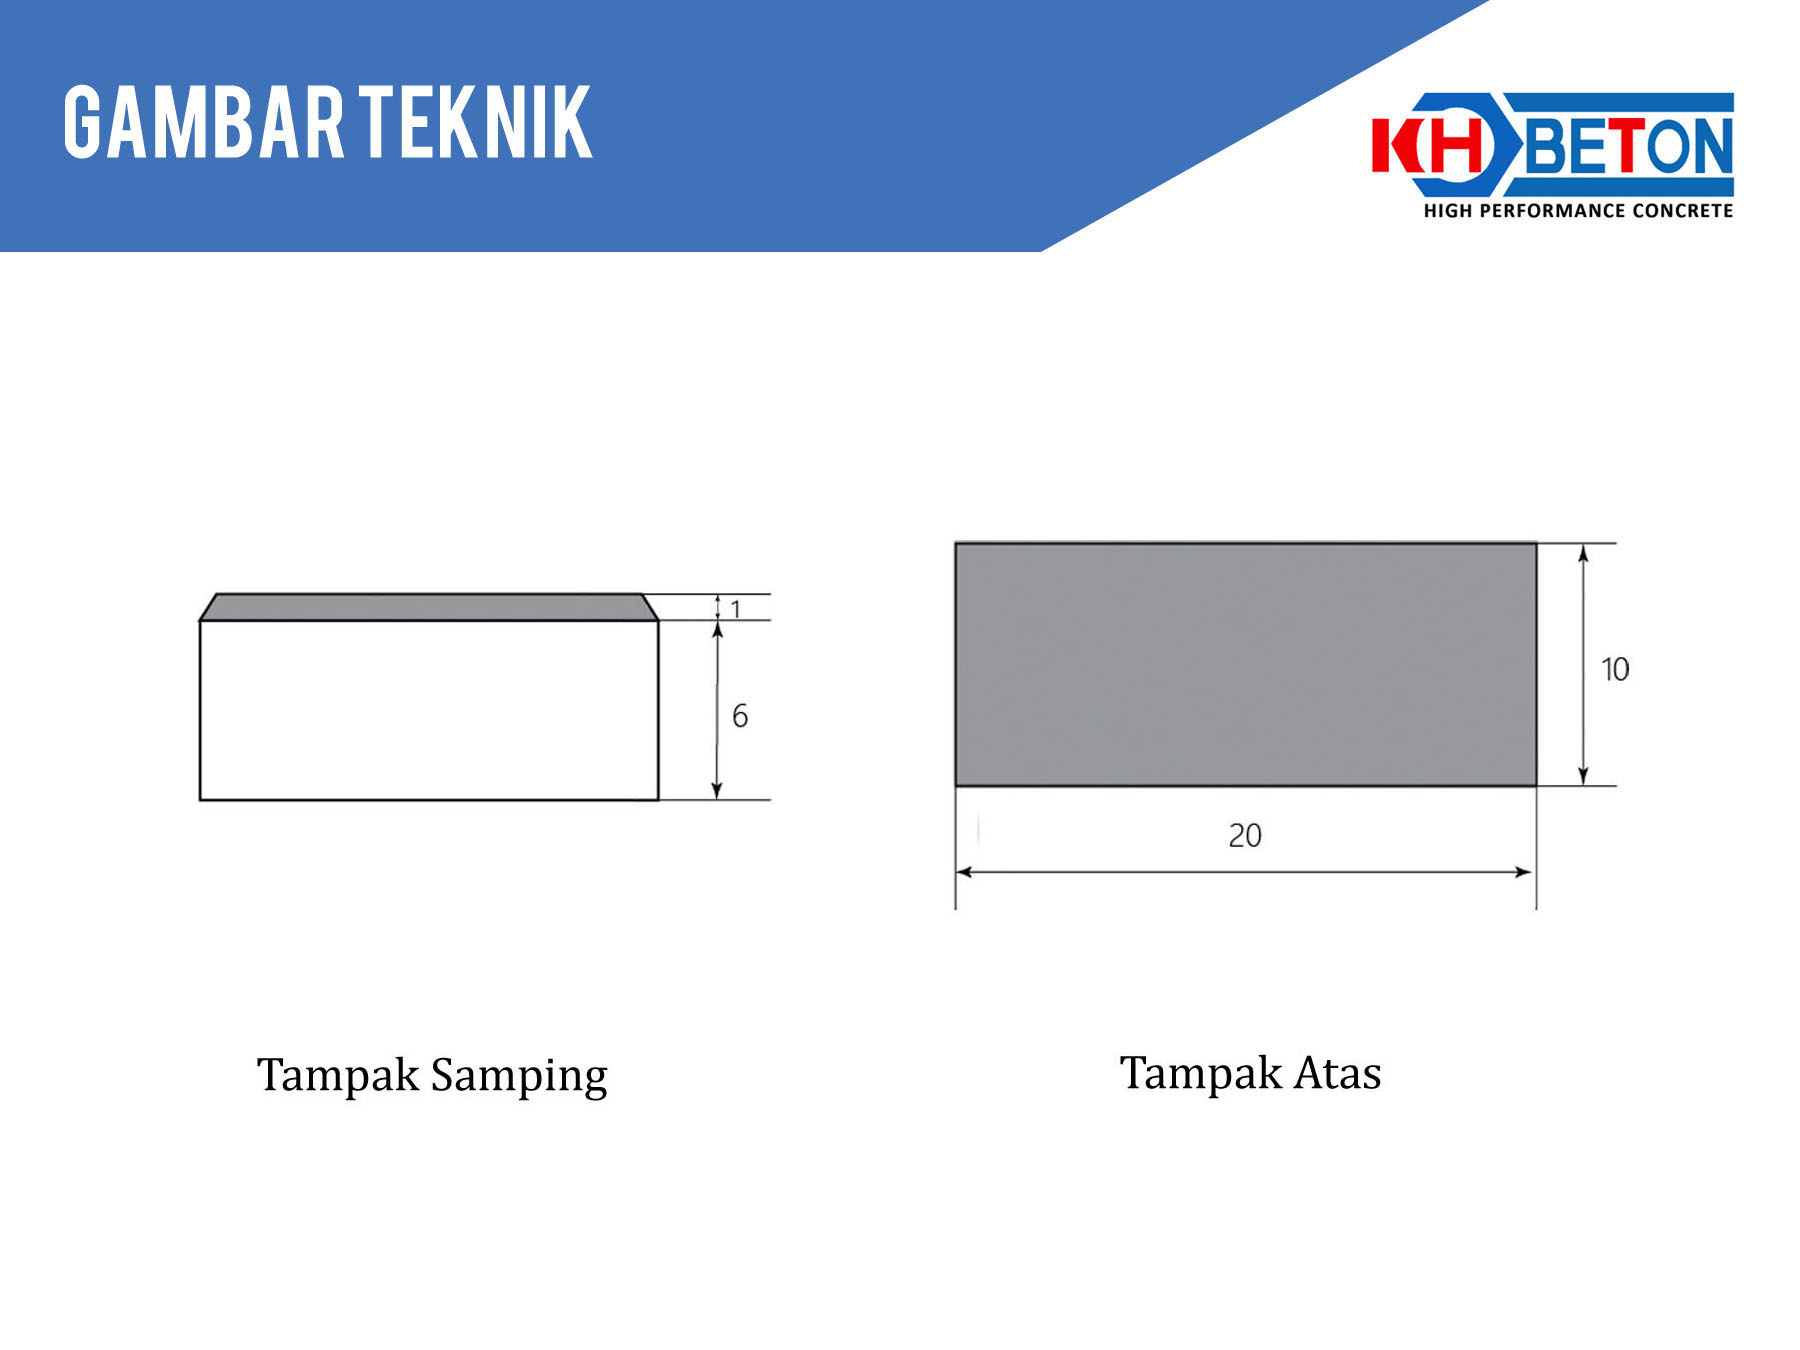 GAMBAR TEKNIK
KH BETON
HIGH PERFORMANCE CONCRETE
1
6
10
20
Tampak Samping
Tampak Atas